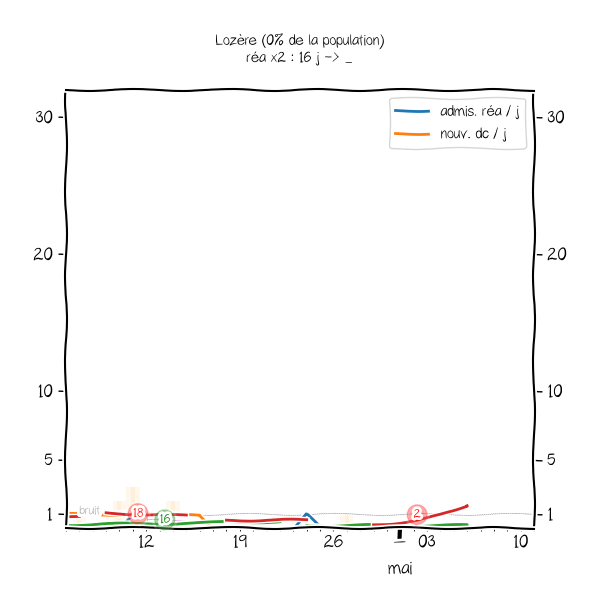 Lozère (0% de la population)
réa x2 : 16 j -> _
admis. réa / j
nouv. dc / j
30 30
20 20
10 10
5 5
1 bruit 18 16 2 1
12 19 26 03 10
mai